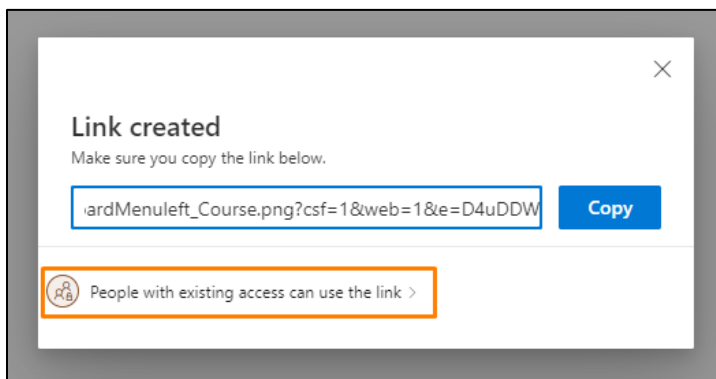 Link created
Make sure you copy the link below.
ardMenuleft_Course.png?csf=1&web=1&e=D4uDDW
Copy
People with existing access can use the link